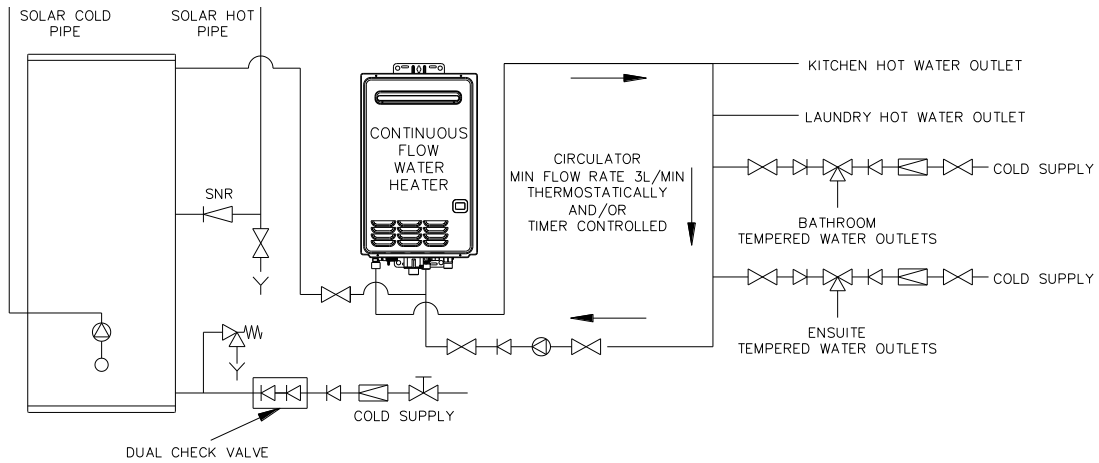 SOLAR COLD
PIPE
SOLAR HOT
PIPE
SNR
CONTINUOUS
FLOW
WATER
HEATER
CIRCULATOR
MIN FLOW RATE 3L/MIN
THERMOSTATICALLY
AND/OR
TIMER CONTROLLED
KITCHEN HOT WATER OUTLET
LAUNDRY HOT WATER OUTLET
COLD SUPPLY
BATHROOM
TEMPERED WATER OUTLETS
COLD SUPPLY
ENSUITE
TEMPERED WATER OUTLETS
COLD SUPPLY
DUAL CHECK VALVE